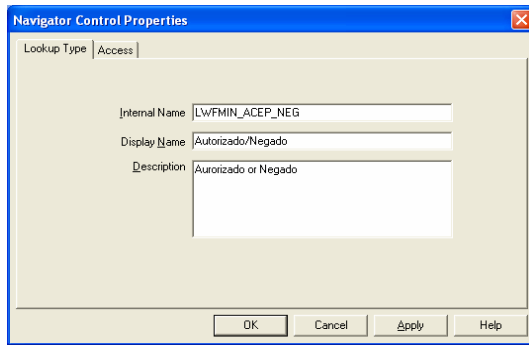 Navigator Control Properties
Lookup Type Access
Internal Name LWFMIN_ACEP_NEG
Display Name Autorizado/Negado
Description Aurorizado or Negado
OK Cancel Apply Help